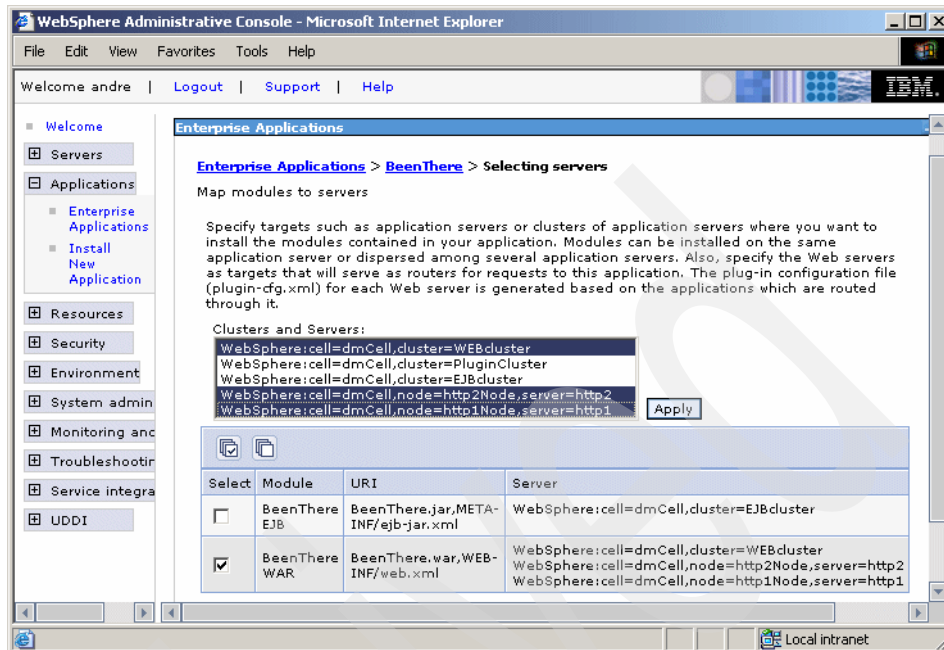 WebSphere Administrative Console - Microsoft Internet Explorer
File Edit View Favorites Tools Help
Welcome andre | Logout | Support | Help
IBM.
Welcome
Servers
Applications
Enterprise
Applications
Install
New
Application
Resources
Security
Environment
System admin
Monitoring anc
Troubleshootin
Service integra
UDDI
Enterprise Applications
Enterprise Applications > BeenThere > Selecting servers
Map modules to servers
Specify targets such as application servers or clusters of application servers where you want to
install the modules contained in your application. Modules can be installed on the same
application server or dispersed among several application servers. Also, specify the Web servers
as targets that will serve as routers for requests to this application. The plug-in configuration file
(plugin-cfg.xml) for each Web server is generated based on the applications which are routed
through it.
Clusters and Servers:
WebSphere:cell=dmCell,cluster=WEBcluster
WebSphere:cell=dmCell,cluster=PluginCluster
WebSphere:cell=dmCell,cluster=EJBcluster
WebSphere:cell=dmCell,node=http2Node,server=http2
WebSphere:cell=dmCell,node=http1Node,server=http1
Apply
Select Module URI Server
BeenThere BeenThere.jar,META- WebSphere:cell=dmCell,cluster=EJBcluster
EJB INF/ejb-jar.xml
WebSphere:cell=dmCell,cluster=WEBcluster
BeenThere BeenThere.war,WEB- WebSphere:cell=dmCell,node=http2Node,server=http2
WAR INF/web.xml WebSphere:cell=dmCell,node=http1Node,server=http1
Local intranet